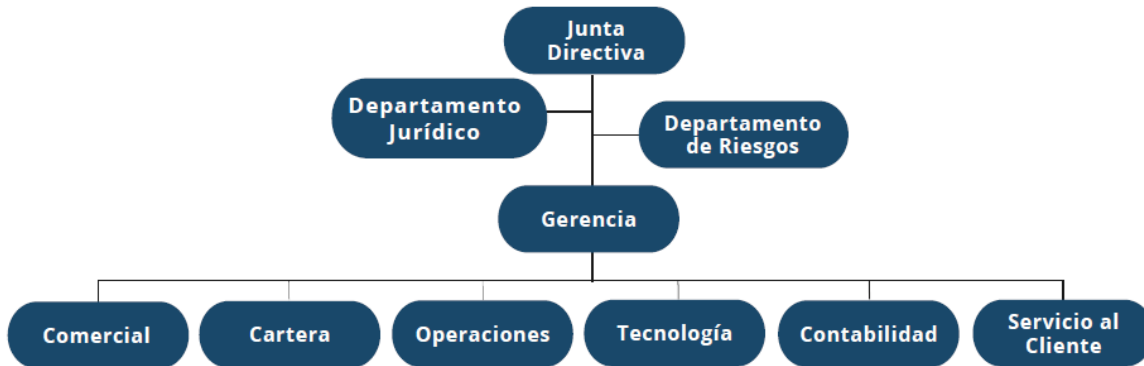 Junta
Directiva
Departamento
Jurídico
Departamento
de Riesgos
Gerencia
Comercial
Cartera
Operaciones
Tecnología
Contabilidad
Servicio al
Cliente